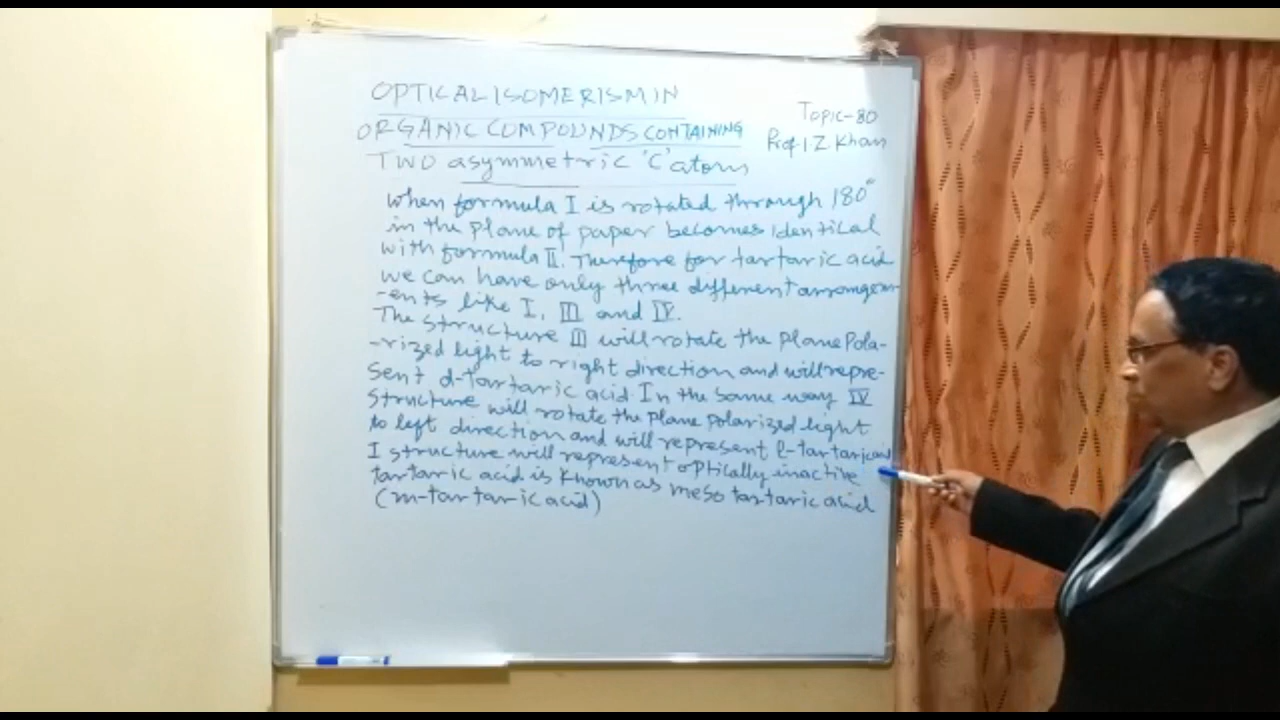 OPTICAL ISOMERISM IN
ORGANIC COMPOUNDS CONTAINING
TWO asymmetric 'C' atoms
Topic-80
Prof. I Z Khan
When formula I is rotated through 180°
in the plane of paper becomes identical
with formula II. Therefore for tartaric acid
we can have only three different arrangem-
-ents like I, III and IV.
The structure III will rotate the plane Pola-
-rized light to right direction and will repre-
sent d-tartaric acid. In the same way IV
structure will rotate the plane polarized light
to left direction and will represent l-tartaric acid
I structure will represent optically inactive
tartaric acid is known as meso tartaric acid
(m-tartaric acid)